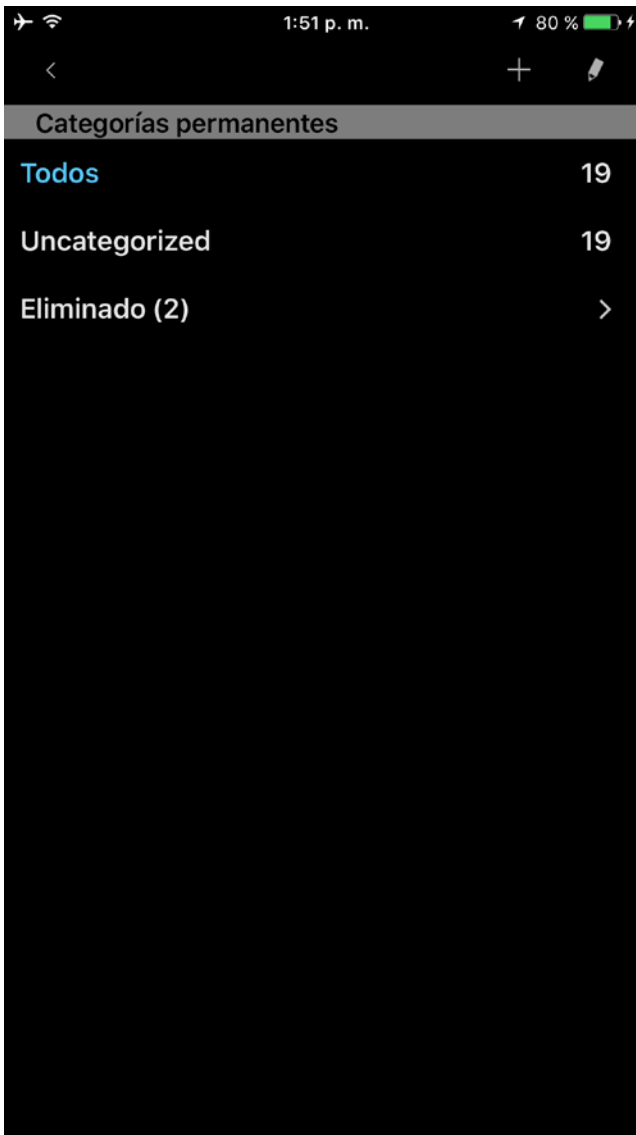 1:51 p. m. 80 %
Categorías permanentes
Todos 19
Uncategorized 19
Eliminado (2)